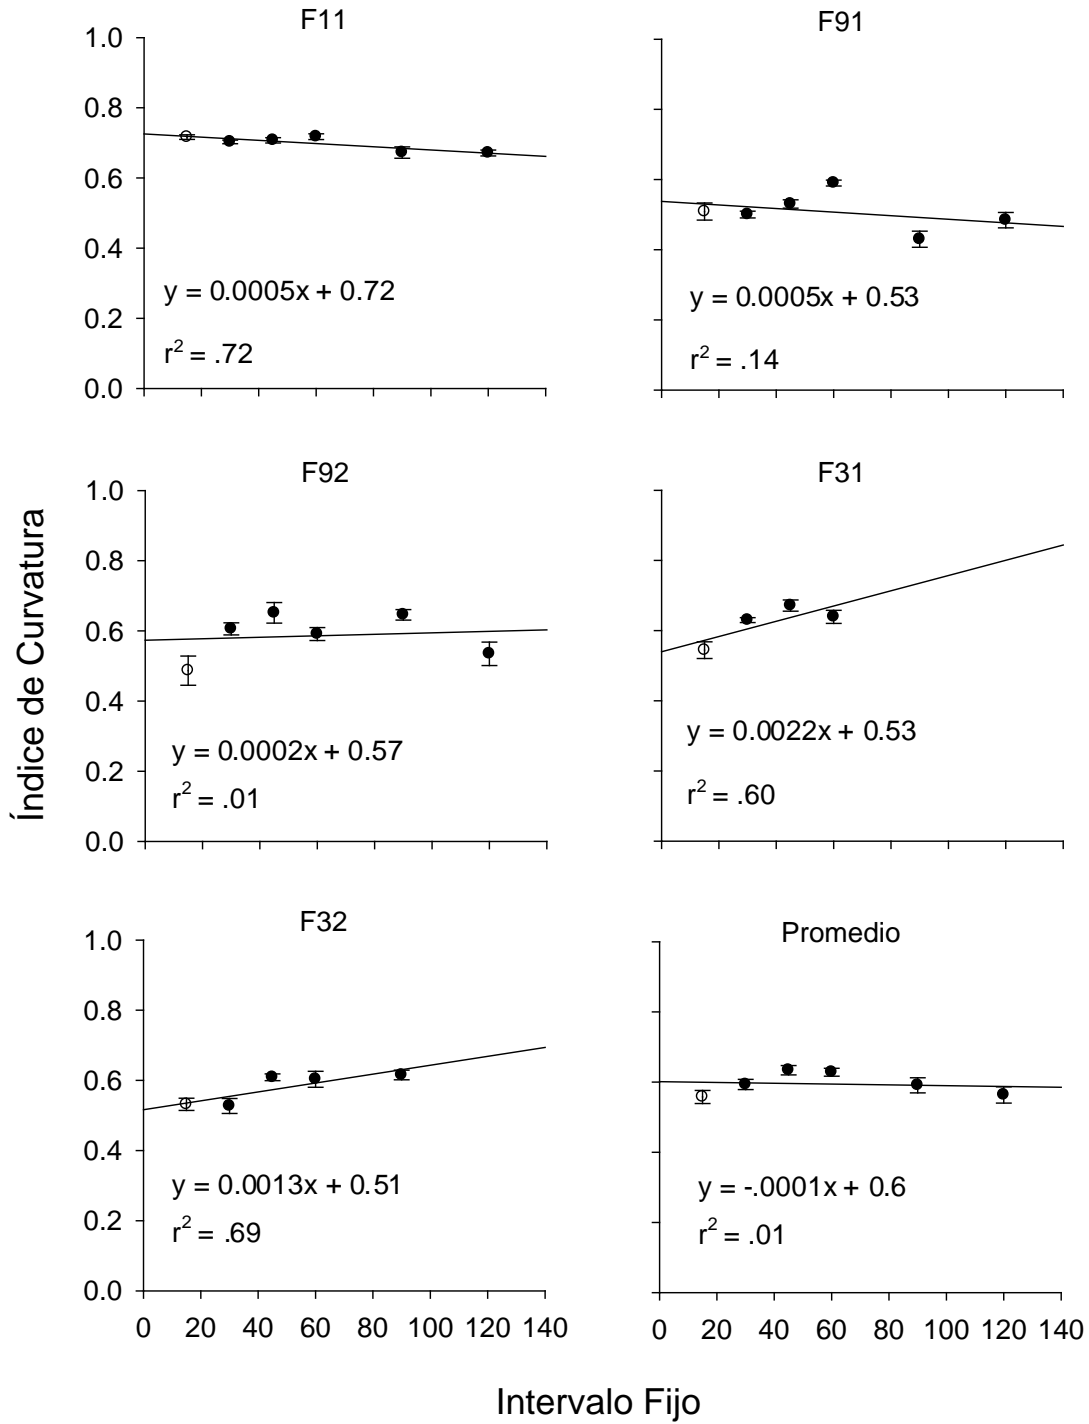 F11
1.0
0.8
0.6
0.4
0.2
0.0
y = 0.0005x + 0.72
r² = .72
F91
y = 0.0005x + 0.53
r² = .14
Índice de Curvatura
F92
1.0
0.8
0.6
0.4
0.2
0.0
y = 0.0002x + 0.57
r² = .01
F31
y = 0.0022x + 0.53
r² = .60
F32
1.0
0.8
0.6
0.4
0.2
0.0
y = 0.0013x + 0.51
r² = .69
0 20 40 60 80 100 120 140
Promedio
y = -.0001x + 0.6
r² = .01
0 20 40 60 80 100 120 140
Intervalo Fijo